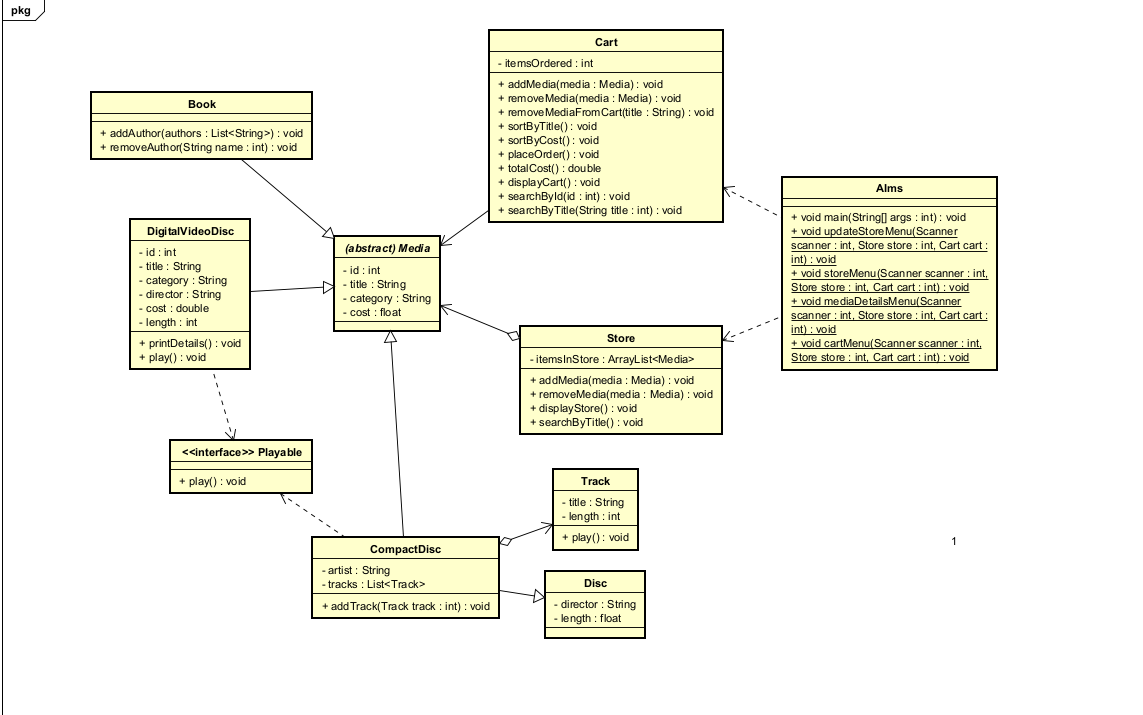 pkg
Cart
- itemsOrdered : int
+ addMedia(media : Media) : void
+ removeMedia(media : Media) : void
+ removeMediaFromCart(title : String) : void
+ sortByTitle() : void
+ sortByCost() : void
+ placeOrder() : void
+ totalCost() : double
+ displayCart() : void
+ searchById(id : int) : void
+ searchByTitle(String title : int) : void
Book
+ addAuthor(authors : List<String>) : void
+ removeAuthor(String name : int) : void
Alms
+ void main(String[] args : int) : void
+ void updateStoreMenu(Scanner
scanner : int, Store store : int, Cart cart :
int) : void
+ void storeMenu(Scanner scanner : int,
Store store : int, Cart cart : int) : void
+ void mediaDetailsMenu(Scanner
scanner : int, Store store : int, Cart cart :
int) : void
+ void cartMenu(Scanner scanner : int,
Store store : int, Cart cart : int) : void
DigitalVideoDisc
- id : int
- title : String
- category : String
- director : String
- cost : double
- length : int
+ printDetails() : void
+ play() : void
(abstract) Media
- id : int
- title : String
- category : String
- cost : float
Store
- itemsInStore : ArrayList<Media>
+ addMedia(media : Media) : void
+ removeMedia(media : Media) : void
+ displayStore() : void
+ searchByTitle() : void
<<interface>> Playable
+ play() : void
Track
- title : String
- length : int
+ play() : void
CompactDisc
- artist : String
- tracks : List<Track>
+ addTrack(Track track : int) : void
Disc
- director : String
- length : float
1